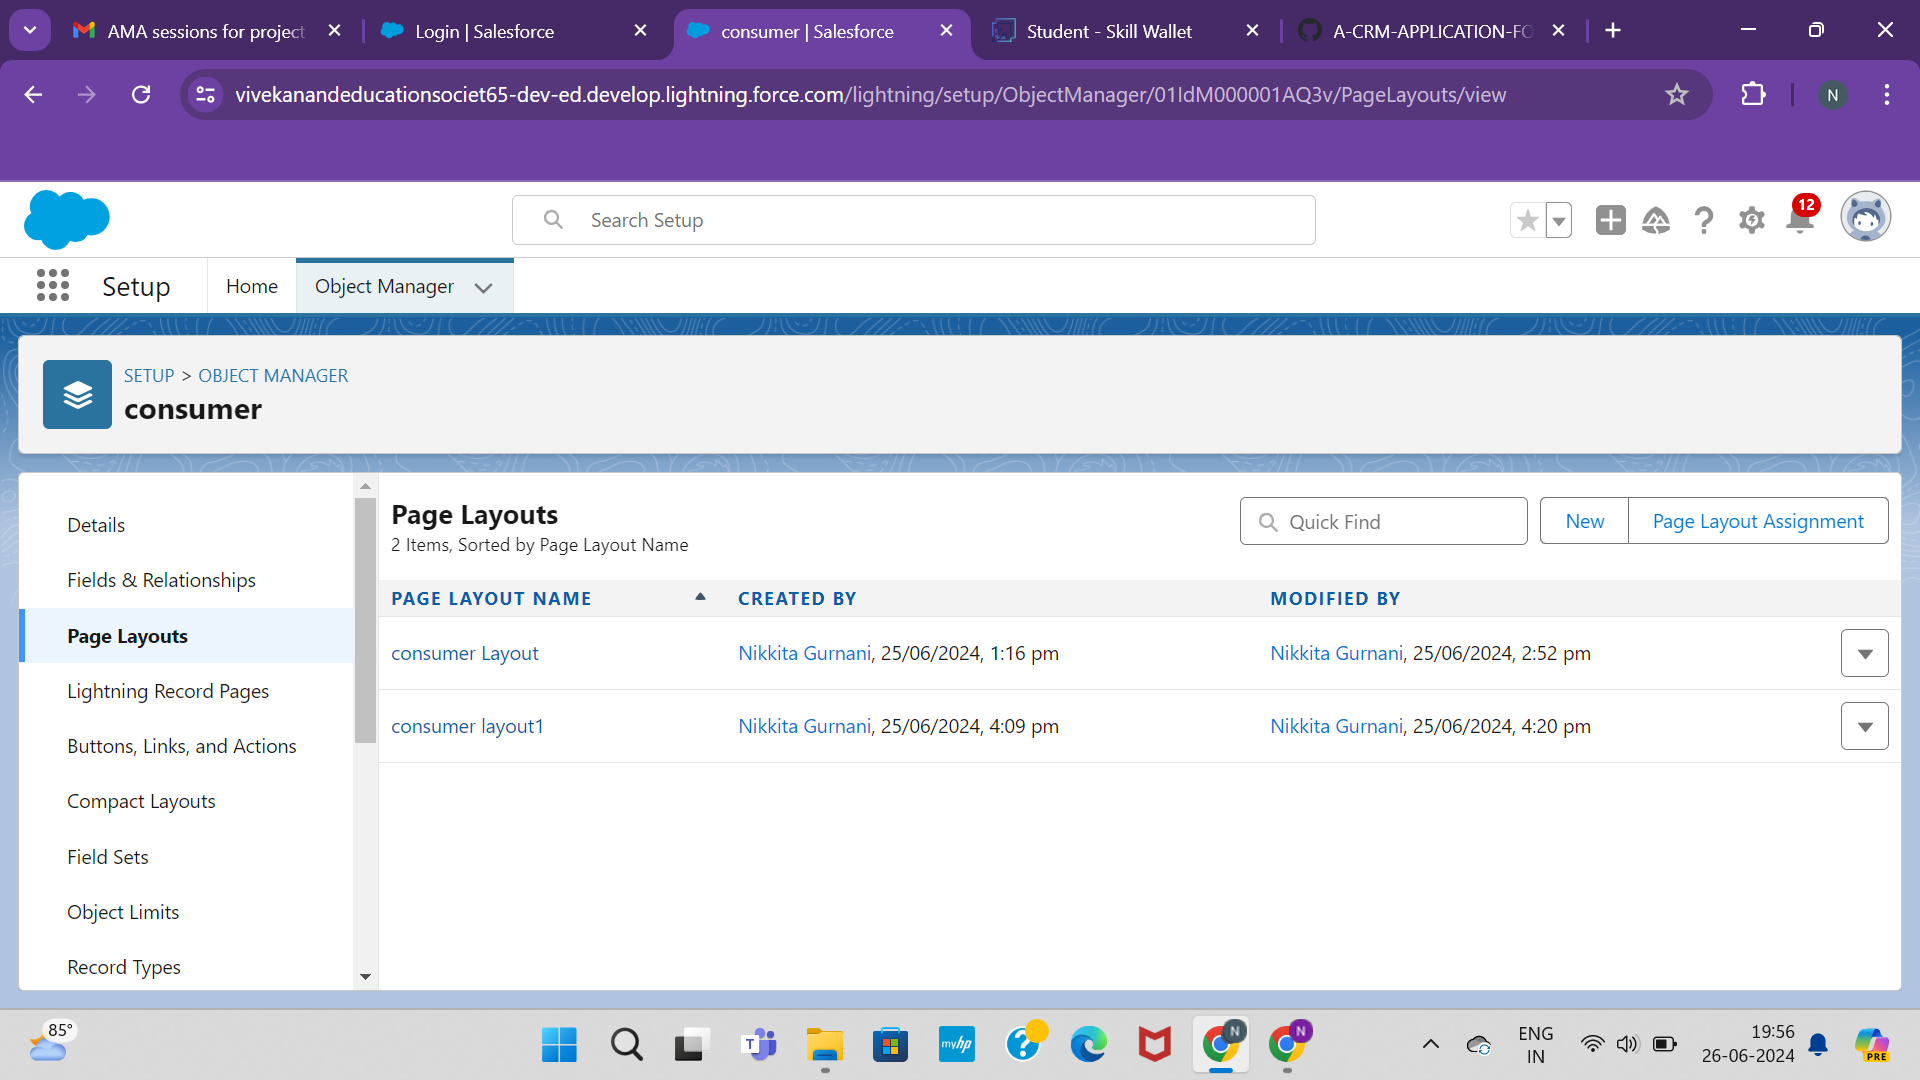 AMA sessions for project
Login | Salesforce
consumer | Salesforce
Student - Skill Wallet
A-CRM-APPLICATION-FO
vivekanandeducationsociet65-dev-ed.develop.lightning.force.com/lightning/setup/ObjectManager/01IdM000001AQ3v/PageLayouts/view
N
Search Setup
12
Setup
Home
Object Manager
SETUP > OBJECT MANAGER
consumer
Details
Fields & Relationships
Page Layouts
Lightning Record Pages
Buttons, Links, and Actions
Compact Layouts
Field Sets
Object Limits
Record Types
Page Layouts
2 Items, Sorted by Page Layout Name
Quick Find
New
Page Layout Assignment
PAGE LAYOUT NAME CREATED BY MODIFIED BY
consumer Layout Nikkita Gurnani, 25/06/2024, 1:16 pm Nikkita Gurnani, 25/06/2024, 2:52 pm
consumer layout1 Nikkita Gurnani, 25/06/2024, 4:09 pm Nikkita Gurnani, 25/06/2024, 4:20 pm
85°
T
myhp
?
N
N
ENG
IN
19:56
26-06-2024
PRE